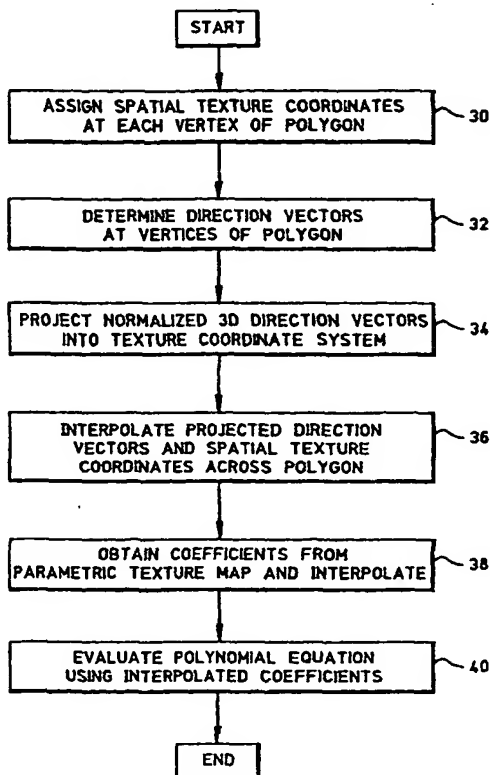 START
ASSIGN SPATIAL TEXTURE COORDINATES
AT EACH VERTEX OF POLYGON
30
DETERMINE DIRECTION VECTORS
AT VERTICES OF POLYGON
32
PROJECT NORMALIZED 3D DIRECTION VECTORS
INTO TEXTURE COORDINATE SYSTEM
34
INTERPOLATE PROJECTED DIRECTION
VECTORS AND SPATIAL TEXTURE
COORDINATES ACROSS POLYGON
36
OBTAIN COEFFICIENTS FROM
PARAMETRIC TEXTURE MAP AND INTERPOLATE
38
EVALUATE POLYNOMIAL EQUATION
USING INTERPOLATED COEFFICIENTS
40
END